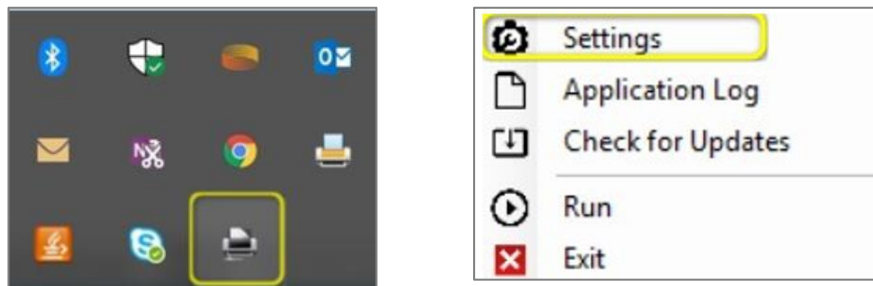 Settings
Application Log
Check for Updates
Run
Exit